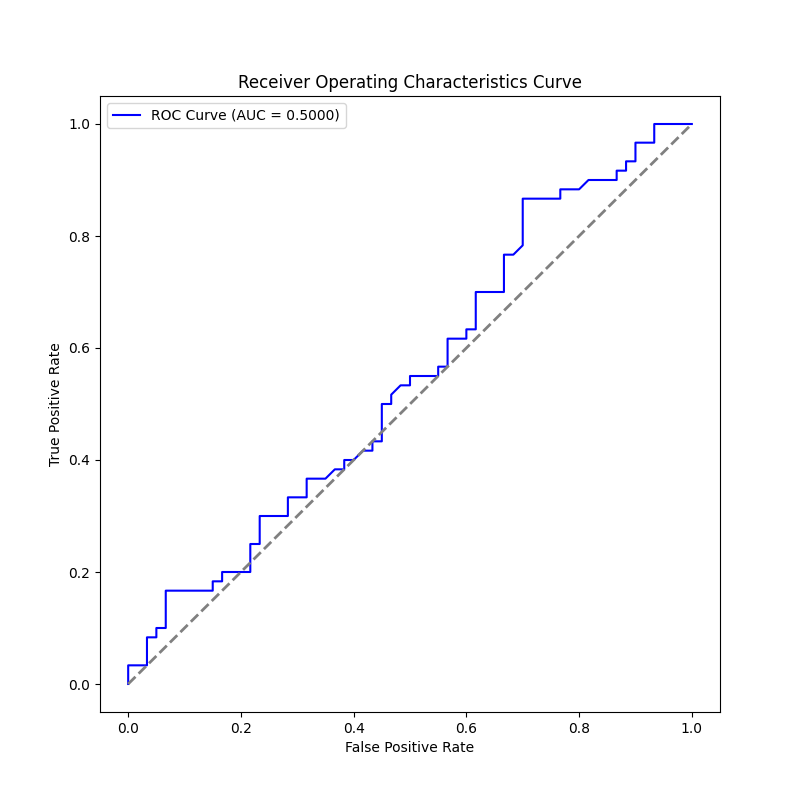 Receiver Operating Characteristics Curve
ROC Curve (AUC = 0.5000)
1.0
0.8
0.6
0.4
0.2
0.0
True Positive Rate
0.0 0.2 0.4 0.6 0.8 1.0
False Positive Rate